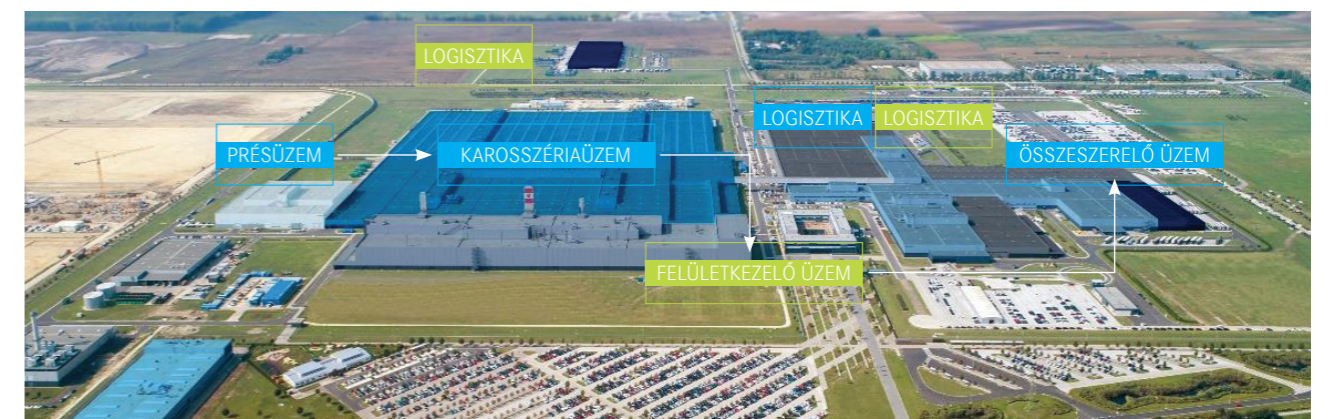 LOGISZTIKA
LOGISZTIKA
LOGISZTIKA
PRÉSÜZEM
KAROSSZÉRIAÜZEM
ÖSSZESZERELŐ ÜZEM
FELÜLETKEZELŐ ÜZEM